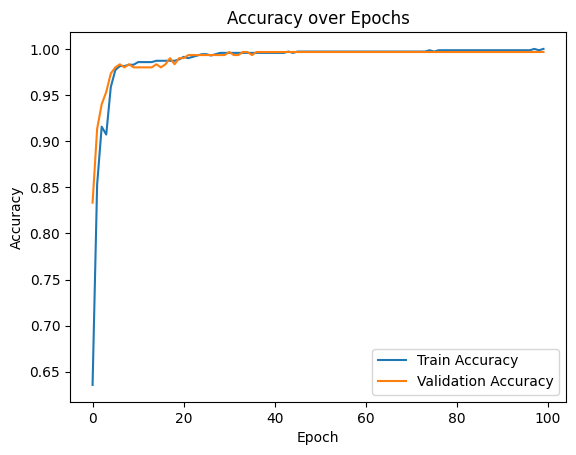 Accuracy over Epochs
1.00
0.95
0.90
0.85
0.80
0.75
0.70
0.65
Accuracy
0 20 40 60 80 100
Epoch
Train Accuracy
Validation Accuracy